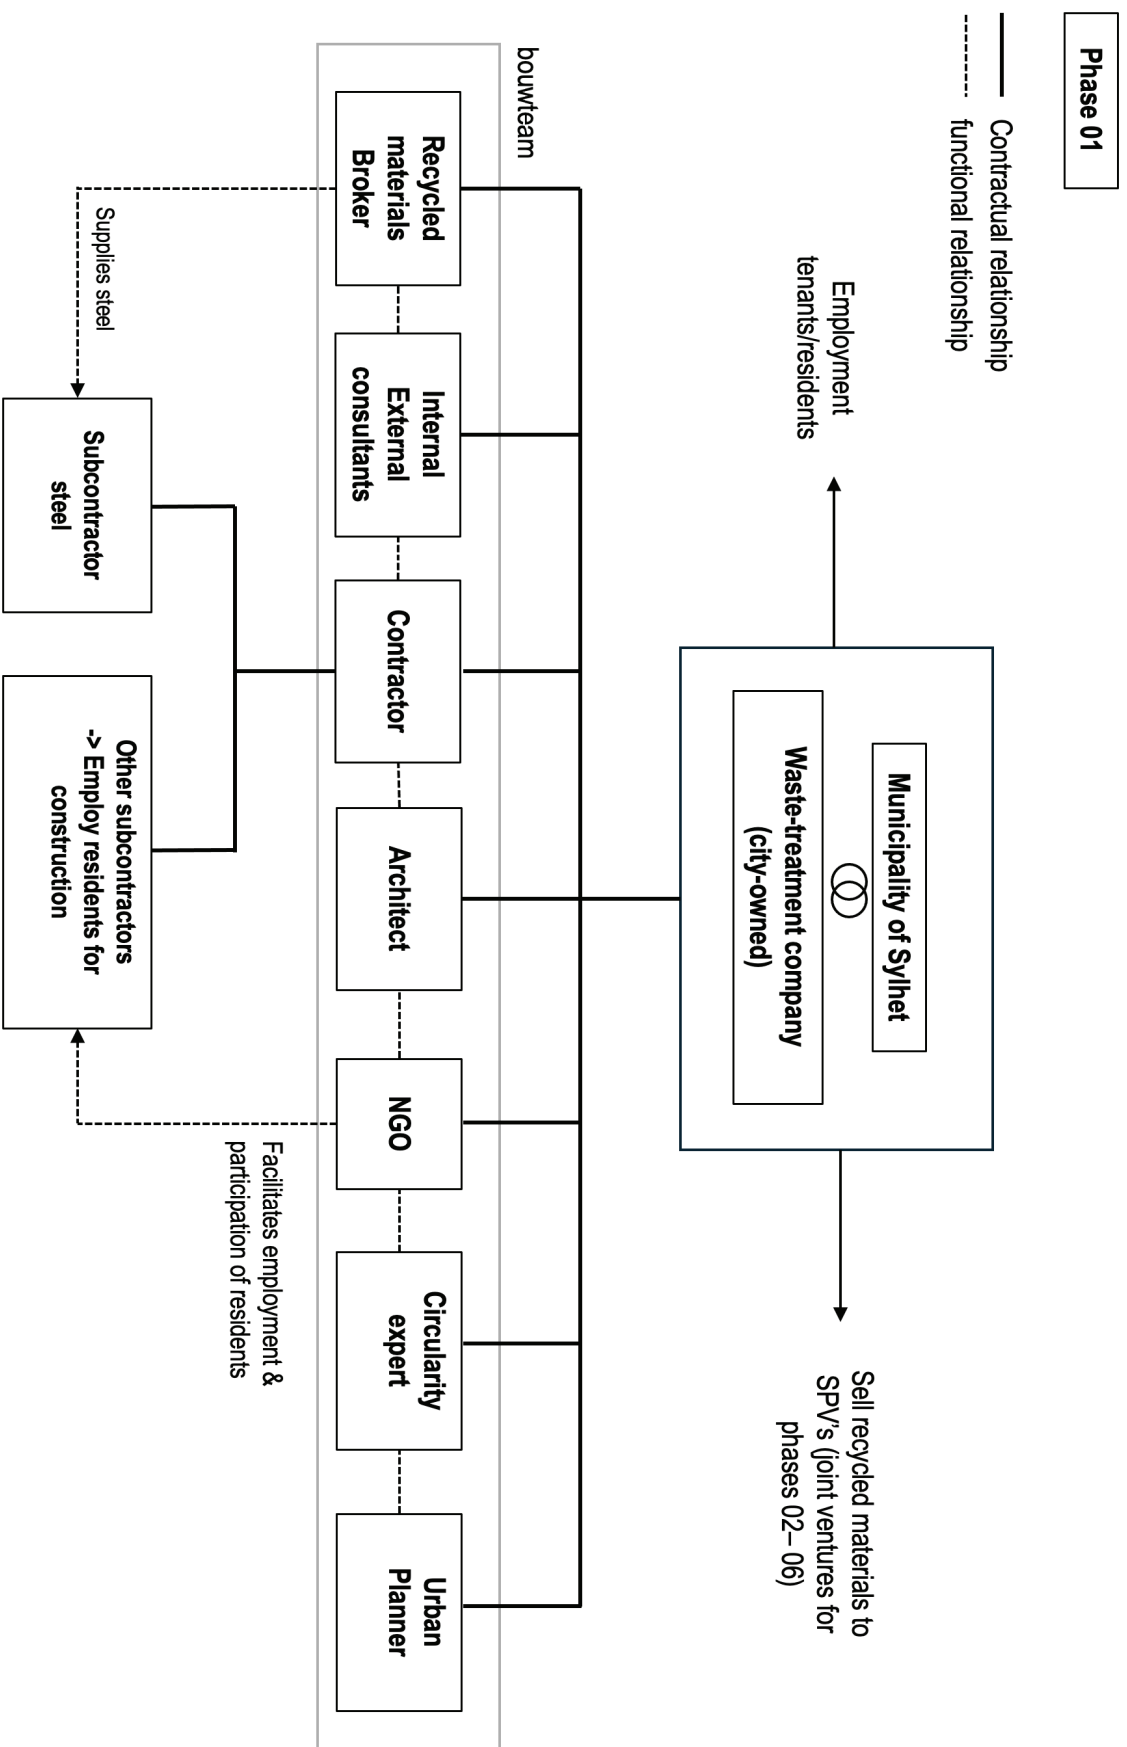 Phase 01
Contractual relationship
functional relationship
Employment
tenants/residents
Municipality of Sylhet
Waste-treatment company
(city-owned)
Sell recycled materials to
SPV's (joint ventures for
phases 02– 06)
bouwteam
Recycled
materials
Broker
Internal
External
consultants
Contractor
Architect
NGO
Circularity
expert
Urban
Planner
Supplies steel
Subcontractor
steel
Other subcontractors
-> Employ residents for
construction
Facilitates employment &
participation of residents